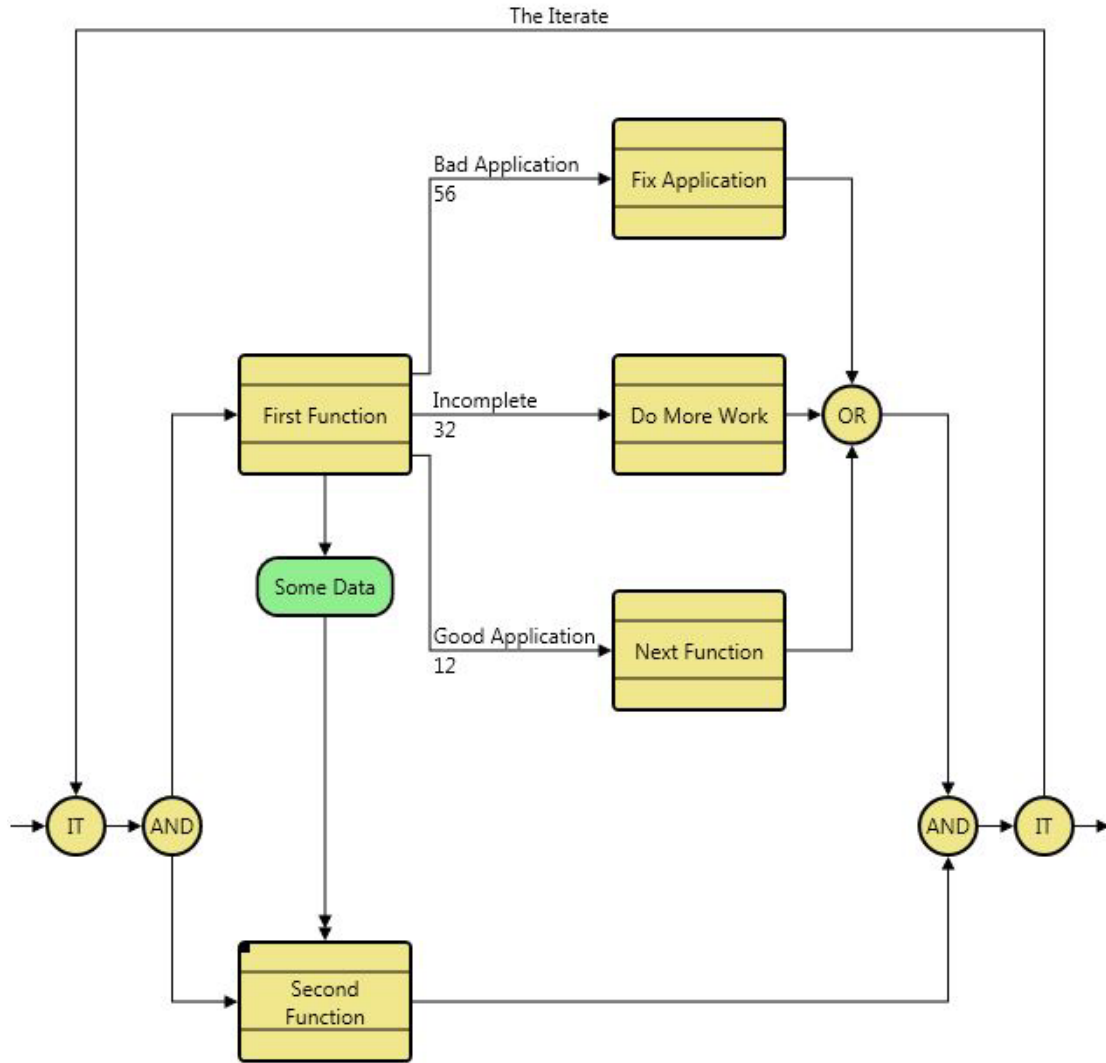 The Iterate
Bad Application
56
Fix Application
First Function
Incomplete
32
Do More Work
OR
Some Data
Good Application
12
Next Function
IT
AND
AND
IT
Second
Function